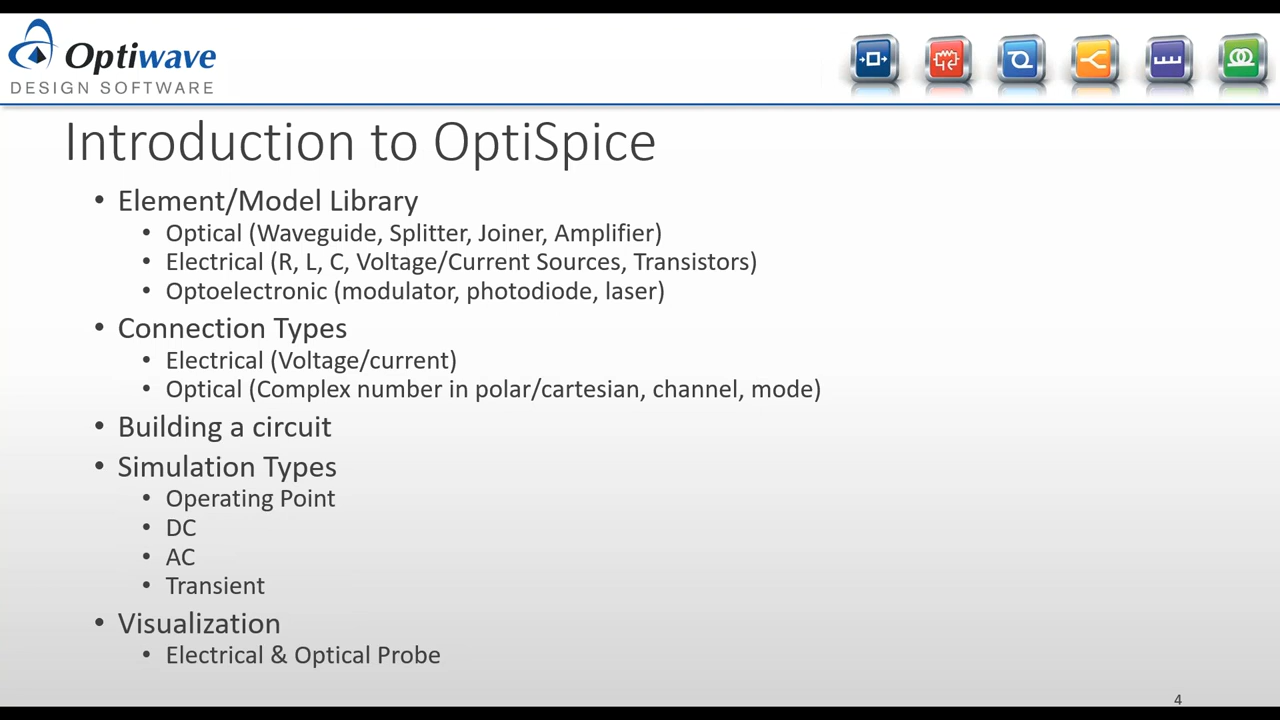 Optiwave
DESIGN SOFTWARE
Introduction to OptiSpice
• Element/Model Library
• Optical (Waveguide, Splitter, Joiner, Amplifier)
• Electrical (R, L, C, Voltage/Current Sources, Transistors)
• Optoelectronic (modulator, photodiode, laser)
• Connection Types
• Electrical (Voltage/current)
• Optical (Complex number in polar/cartesian, channel, mode)
• Building a circuit
• Simulation Types
• Operating Point
• DC
• AC
• Transient
• Visualization
• Electrical & Optical Probe
4